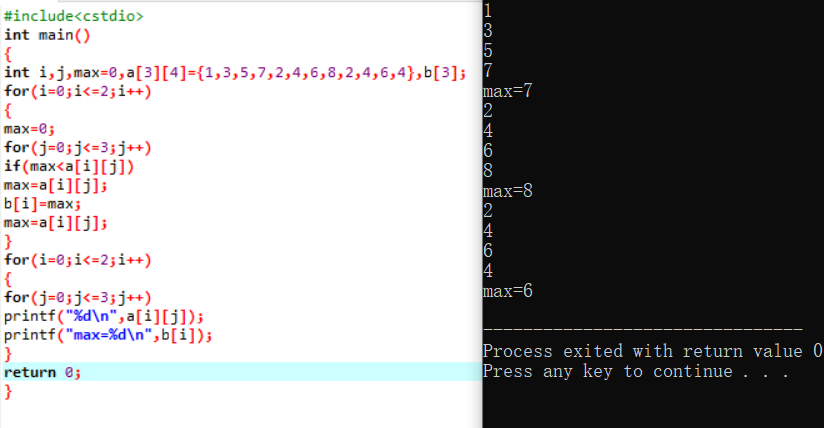 #include<cstdio>
int main()
{
int i,j,max=0,a[3][4]={1,3,5,7,2,4,6,8,2,4,6,4},b[3];
for(i=0;i<=2;i++)
{
max=0;
for(j=0;j<=3;j++)
if(max<a[i][j])
max=a[i][j];
b[i]=max;
max=a[i][j];
}
for(i=0;i<=2;i++)
{
for(j=0;j<=3;j++)
printf("%d\n",a[i][j]);
printf("max=%d\n",b[i]);
}
return 0;
}
1
3
5
7
max=7
2
4
6
8
max=8
2
4
6
4
max=6
--------------------------------
Process exited with return value 0
Press any key to continue . . .